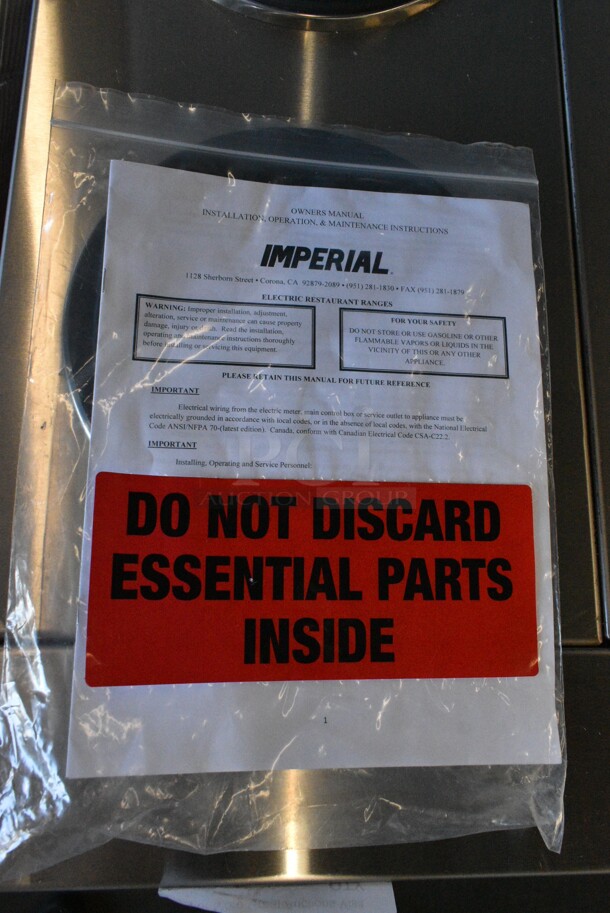 OWNERS MANUAL
INSTALLATION, OPERATION, & MAINTENANCE INSTRUCTIONS
IMPERIAL
1128 Sherborn Street • Corona, CA 92879-2089 • (951) 281-1830 • FAX (951) 281-1879
ELECTRIC RESTAURANT RANGES
WARNING: Improper installation, adjustment,
alteration, service or maintenance can cause property
damage, injury or death. Read the installation,
operating and maintenance instructions thoroughly
before installing or servicing this equipment.
FOR YOUR SAFETY
DO NOT STORE OR USE GASOLINE OR OTHER
FLAMMABLE VAPORS OR LIQUIDS IN THE
VICINITY OF THIS OR ANY OTHER
APPLIANCE.
PLEASE RETAIN THIS MANUAL FOR FUTURE REFERENCE
IMPORTANT
Electrical wiring from the electric meter, main control box or service outlet to appliance must be
electrically grounded in accordance with local codes, or in the absence of local codes, with the National Electrical
Code ANSI/NFPA 70-(latest edition). Canada, conform with Canadian Electrical Code CSA-C22.2.
IMPORTANT
Installing, Operating and Service Personnel:
PCI
AUCTION GROUP
DO NOT DISCARD
ESSENTIAL PARTS
INSIDE
1